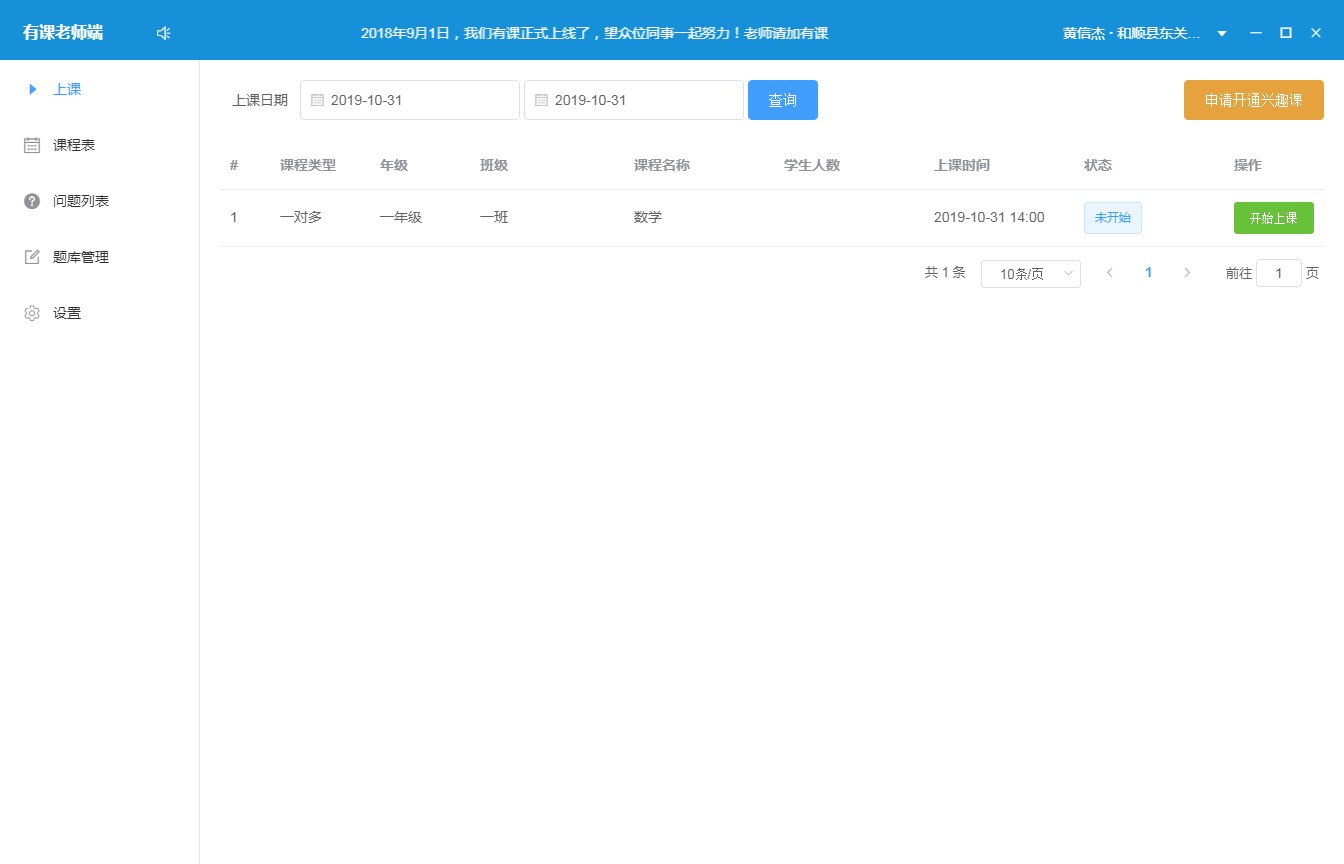 有课老师端
2018年9月1日，我们有课正式上线了，望众位同事一起努力！老师请加有课
黄信杰·和顺县东关...
上课
课程表
问题列表
题库管理
设置
上课日期 2019-10-31 2019-10-31 查询 申请开通兴趣课
# 课程类型 年级 班级 课程名称 学生人数 上课时间 状态 操作
1 一对多 一年级 一班 数学 2019-10-31 14:00 未开始 开始上课
共 1 条 10条/页 1 前往 1 页